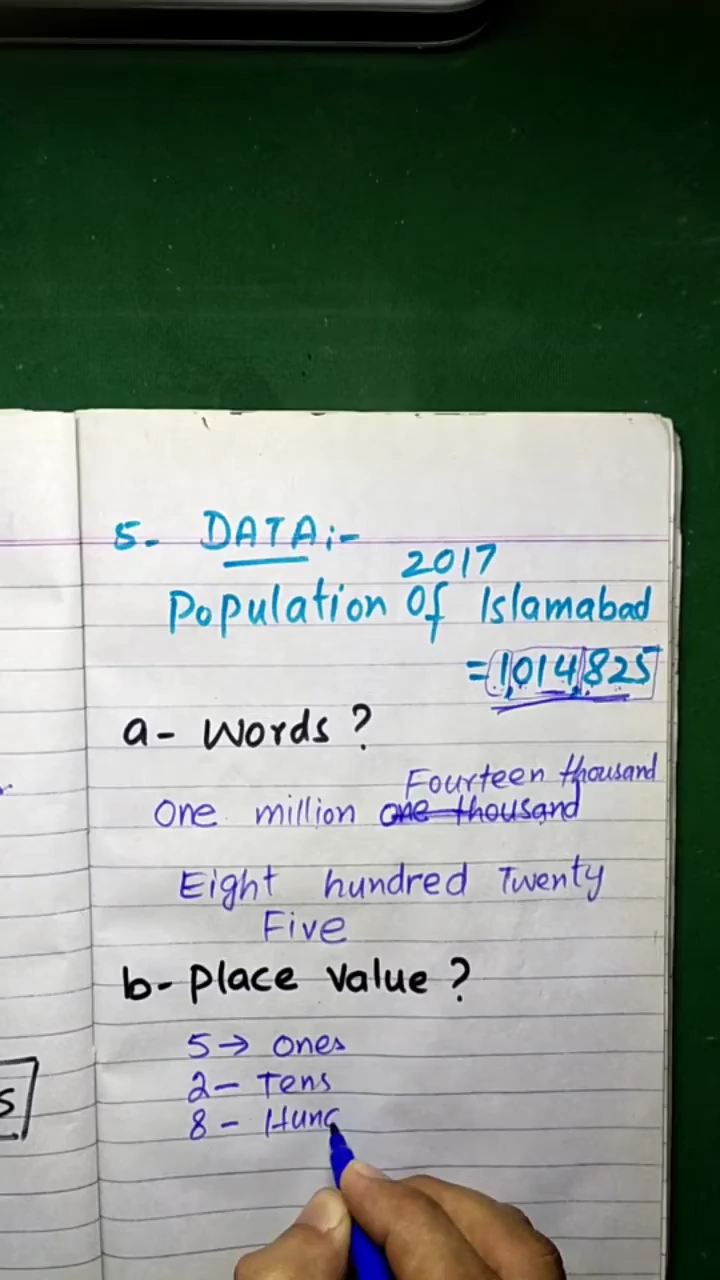 5- DATA:-
2017
Population Of Islamabad
=1,014,825
a- Words ?
Fourteen thousand
One million one thousand
Eight hundred Twenty
Five
b- Place Value ?
5→ Ones
2- Tens
8- Hund
S